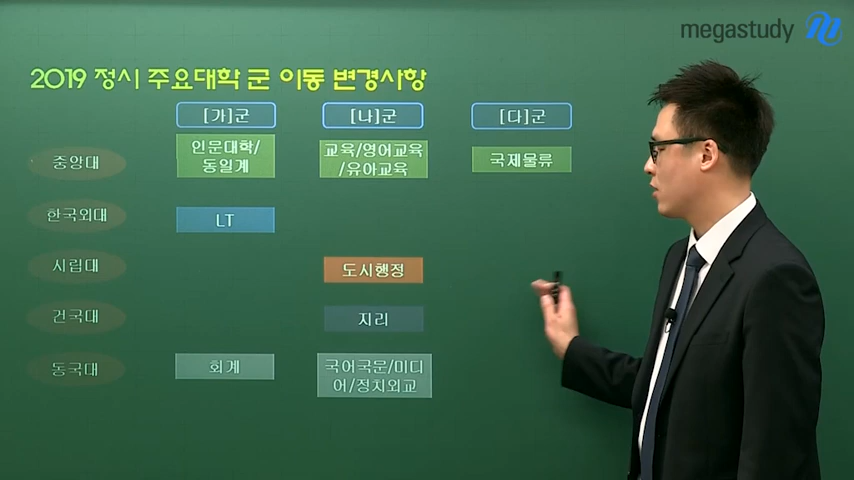 megastudy
2019 정시 주요대학 군 이동 변경사항
[가]군 [나]군 [다]군
중앙대 인문대학/ 교육/영어교육 국제물류
동일계 /유아교육
한국외대 LT
시립대 도시행정
건국대 지리
동국대 회계 국어국문/미디
어/정치외교